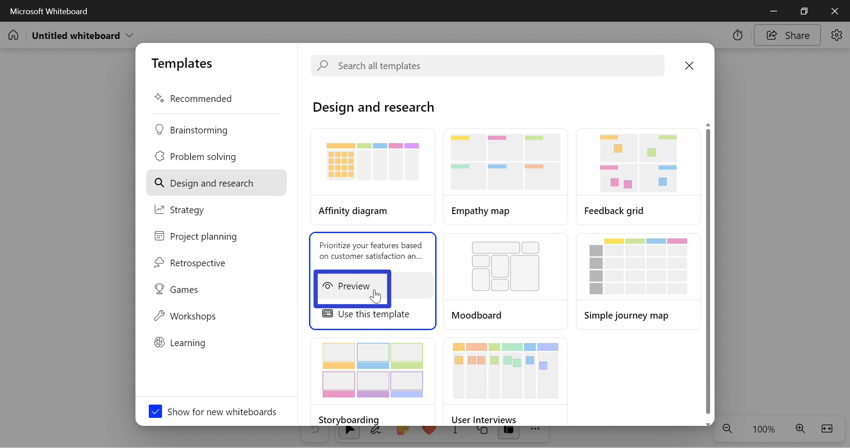 Microsoft Whiteboard
Untitled whiteboard
Share
Templates
Search all templates
Recommended
Brainstorming
Problem solving
Design and research
Strategy
Project planning
Retrospective
Games
Workshops
Learning
Show for new whiteboards
Design and research
Affinity diagram
Empathy map
Feedback grid
Prioritize your features based
on customer satisfaction an...
Preview
Use this template
Moodboard
Simple journey map
Storyboarding
User Interviews
100%